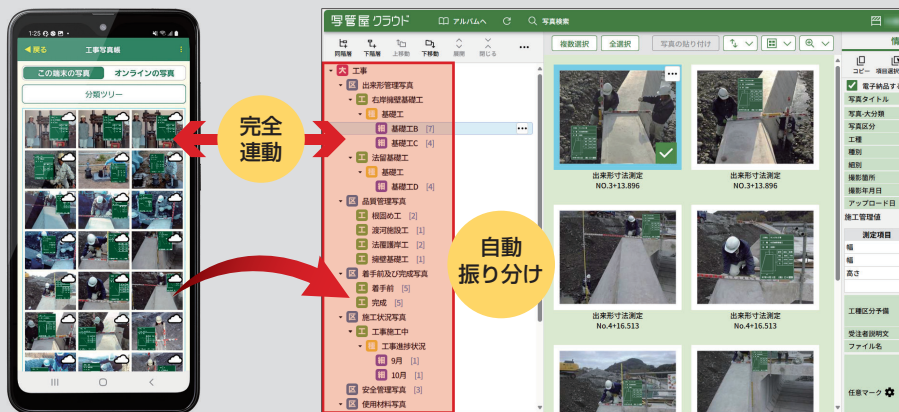 1:25
戻る
工事写真帳
この端末の写真
オンラインの写真
分類ツリー
完全
連動
写管屋クラウド
アルバムへ
写真検索
同階層
下階層
上移動
下移動
展開
閉じる
複数選択
全選択
写真の貼り付け
大 工事
区 出来形管理写真
工 右岸擁壁基礎工
種 基礎工
細 基礎工B [7]
細 基礎工C [4]
工 法留基礎工
種 基礎工
細 基礎工D [4]
区 品質管理写真
工 根固め工 [2]
工 渡河施設工 [1]
工 法覆護岸工 [2]
工 擁壁基礎工 [1]
区 着手前及び完成写真
工 着手前 [5]
工 完成 [5]
区 施工状況写真
工 工事施工中
種 工事進捗状況
細 9月 [1]
細 10月 [1]
区 安全管理写真 [3]
区 使用材料写真
自動
振り分け
出来形寸法測定
NO.3+13.896
出来形寸法測定
NO.3+13.896
出来形寸法測定
No.4+16.513
出来形寸法測定
No.4+16.513
コピー
項目選択
電子納品す
写真タイトル
写真-大分類
写真区分
工種
種別
細別
撮影箇所
撮影年月日
アップロード日
施工管理値
測定項目
幅
幅
高さ
工種区分予備
受注者説明文
ファイル名
任意マーク